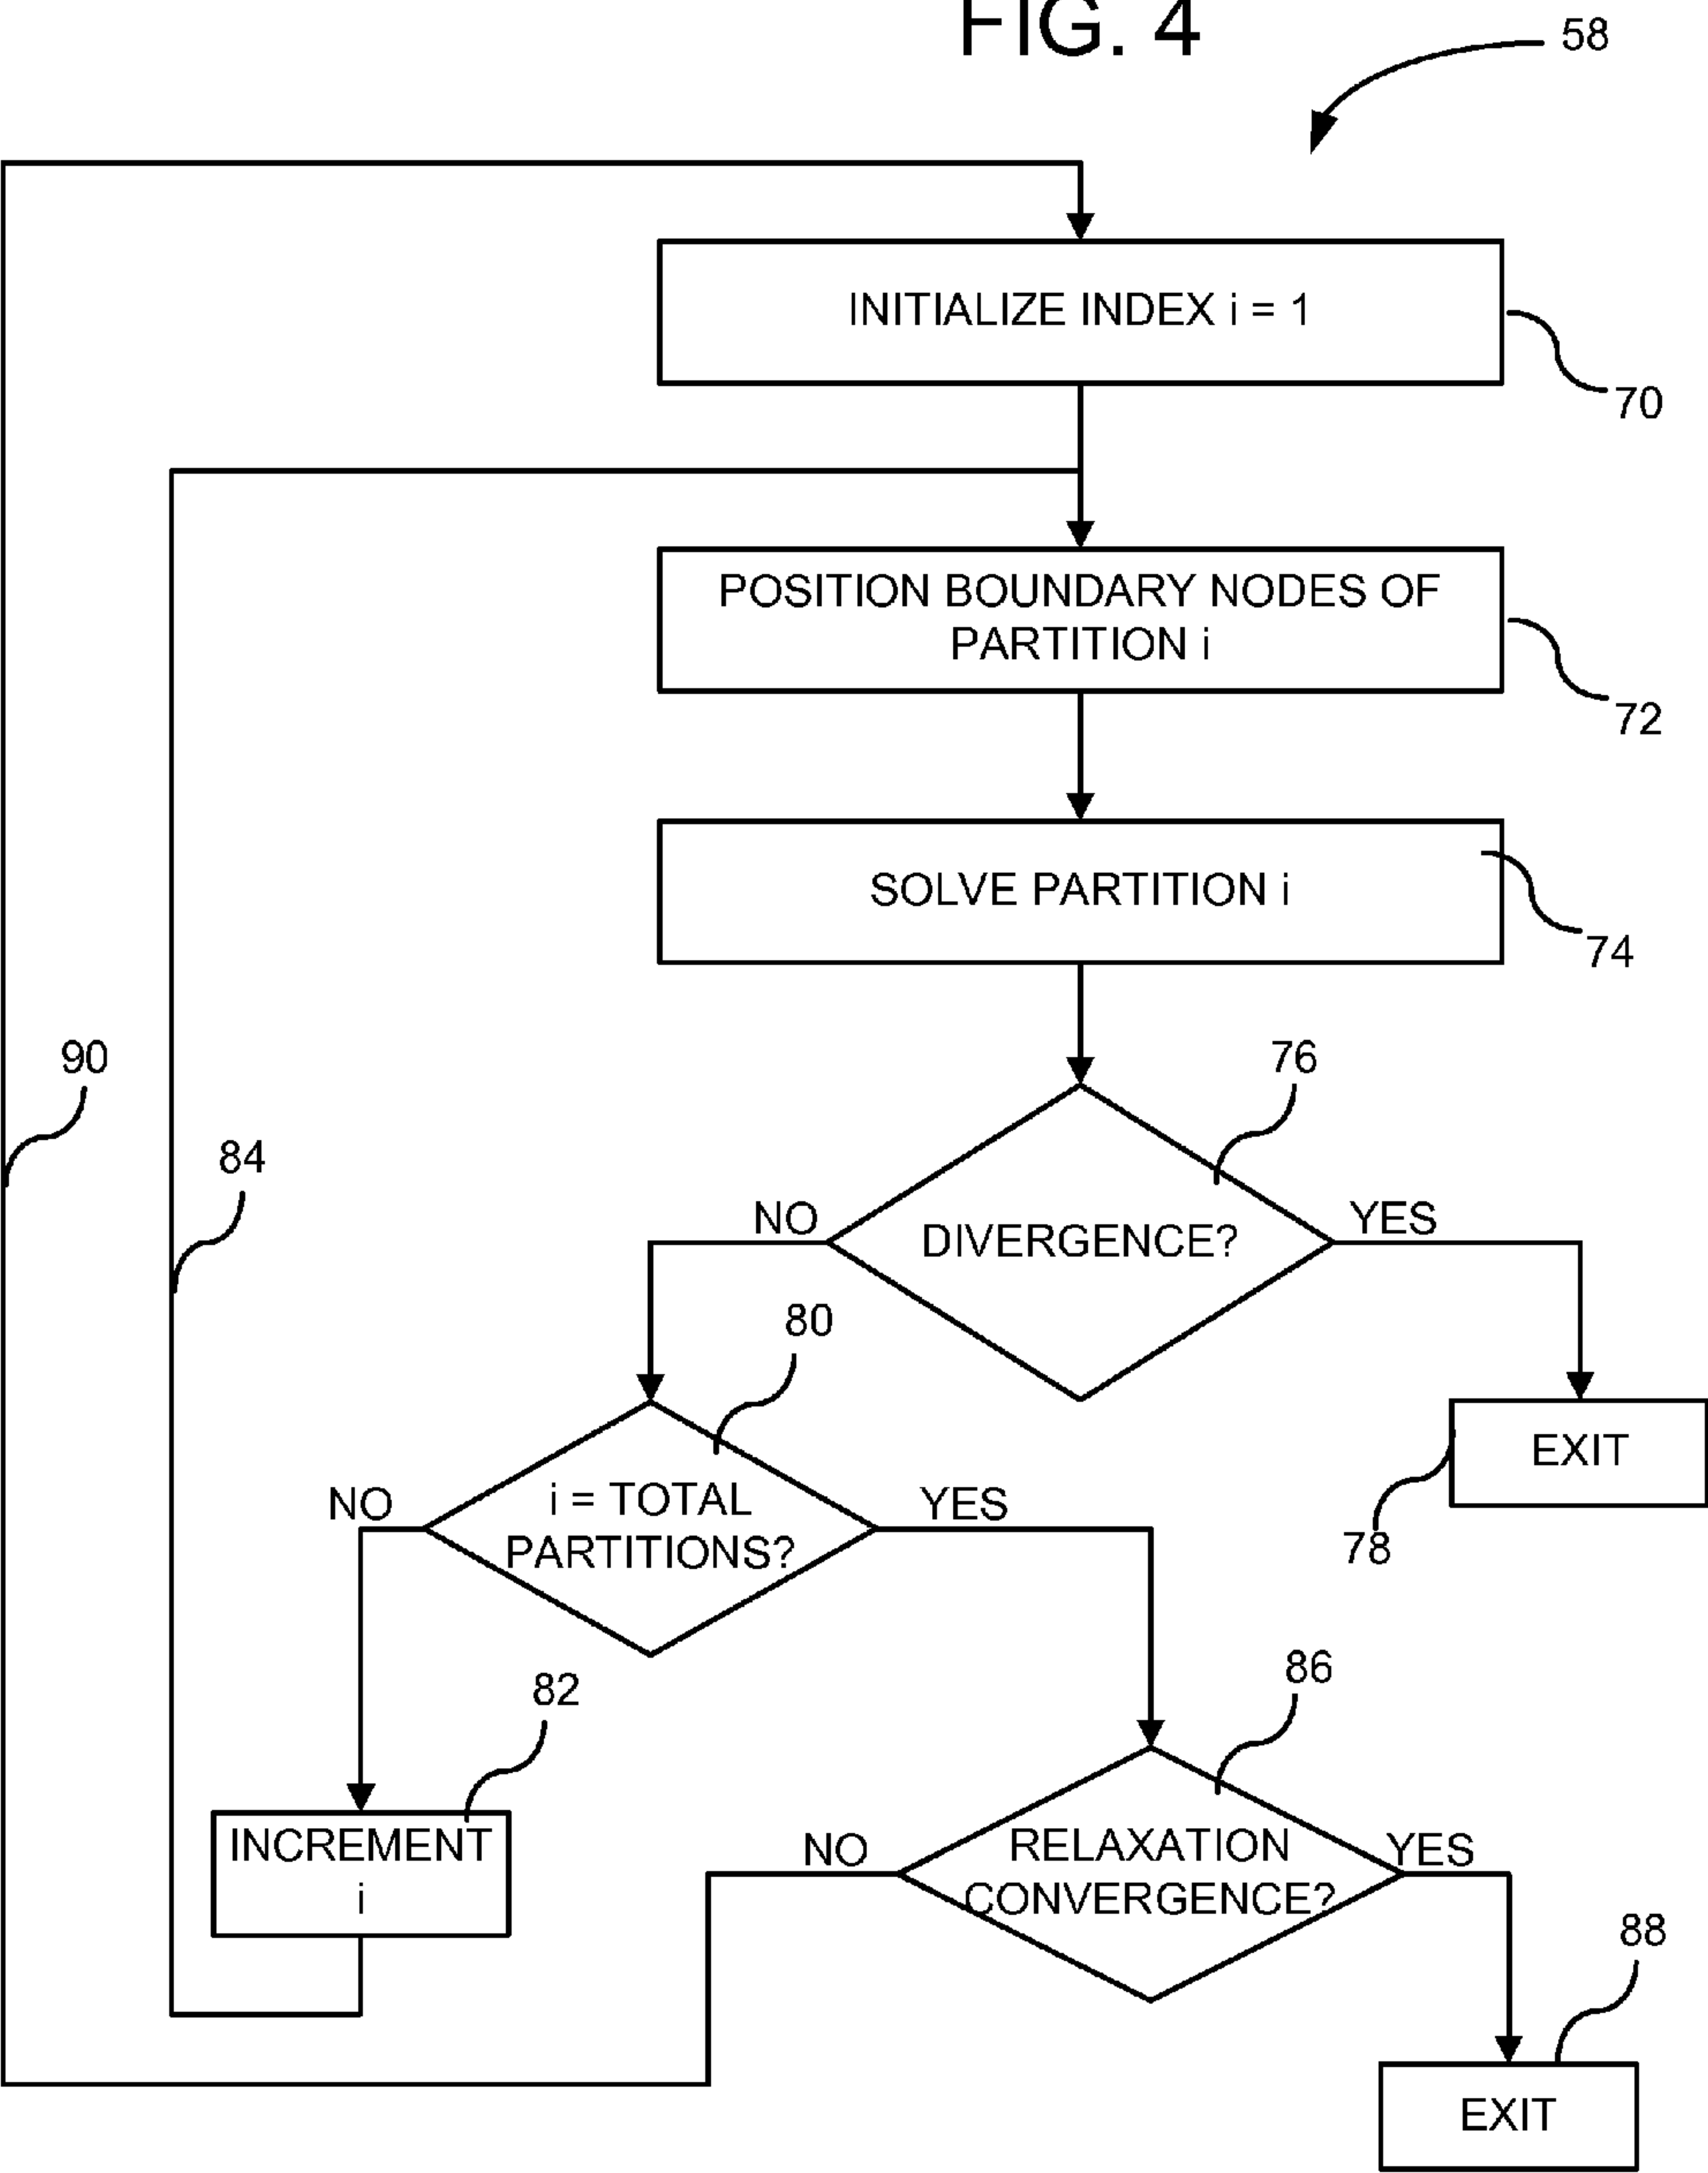 FIG. 4
58
INITIALIZE INDEX i = 1
70
POSITION BOUNDARY NODES OF
PARTITION i
72
SOLVE PARTITION i
74
90
76
84
NO
DIVERGENCE?
YES
80
EXIT
78
NO
i = TOTAL
PARTITIONS?
YES
82
86
INCREMENT
i
NO
RELAXATION
CONVERGENCE?
YES
88
EXIT